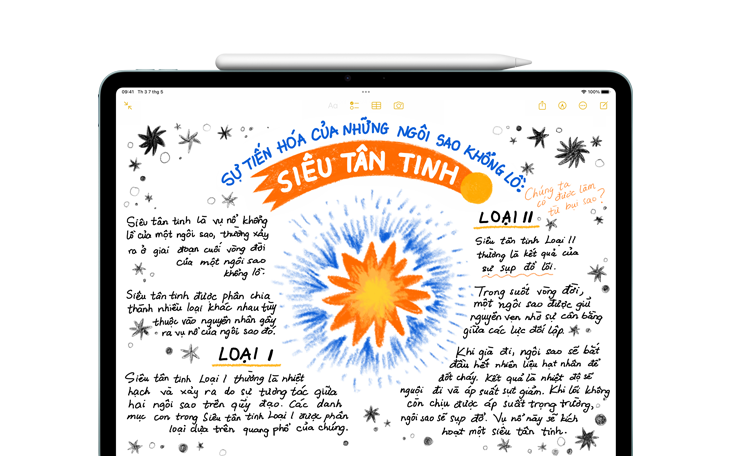 09:41 Th 3 7 thg 5
100%
Aa
SỰ TIẾN HÓA CỦA NHỮNG NGÔI SAO KHỔNG LỒ:
SIÊU TÂN TINH
Chúng ta
có được làm
từ bụi sao?
Siêu tân tinh là vụ nổ khổng
lồ của một ngôi sao, thường xảy
ra ở giai đoạn cuối vòng đời
của một ngôi sao
khổng lồ.
Siêu tân tinh được phân chia
thành nhiều loại khác nhau tùy
thuộc vào nguyên nhân gây
ra vụ nổ của ngôi sao đó.
LOẠI I
Siêu tân tinh Loại I thường là nhiệt
hạch và xảy ra do sự tương tác giữa
hai ngôi sao trên quỹ đạo. Các danh
mục con trong Siêu tân tinh Loại I được phân
loại dựa trên quang phổ của chúng.
LOẠI II
Siêu tân tinh Loại II
thường là kết quả của
sự sụp đổ lõi.
Trong suốt vòng đời,
một ngôi sao được giữ
nguyên vẹn nhờ sự cân bằng
giữa các lực đối lập.
Khi già đi, ngôi sao sẽ bắt
đầu hết nhiên liệu hạt nhân để
đốt cháy. Kết quả là nhiệt độ sẽ
nguội đi và áp suất sụt giảm. Khi lõi không
còn chịu được áp suất trọng trường,
ngôi sao sẽ sụp đổ. Vụ nổ này sẽ kích
hoạt một siêu tân tinh.